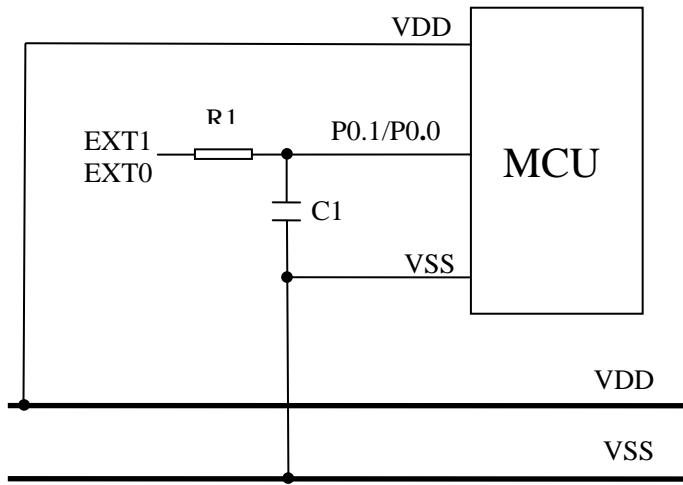 VDD
R1
EXT1
P0.1/P0.0
MCU
EXT0
C1
VSS
VDD
VSS